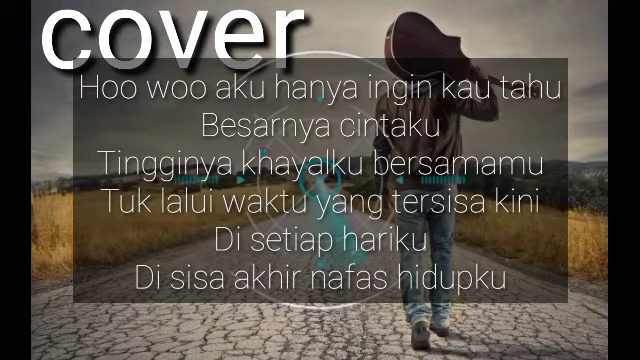 cover
Hoo woo aku hanya ingin kau tahu
Besarnya cintaku
Tingginya khayalku bersamamu
Tuk lalui waktu yang tersisa kini
Di setiap hariku
Di sisa akhir nafas hidupku